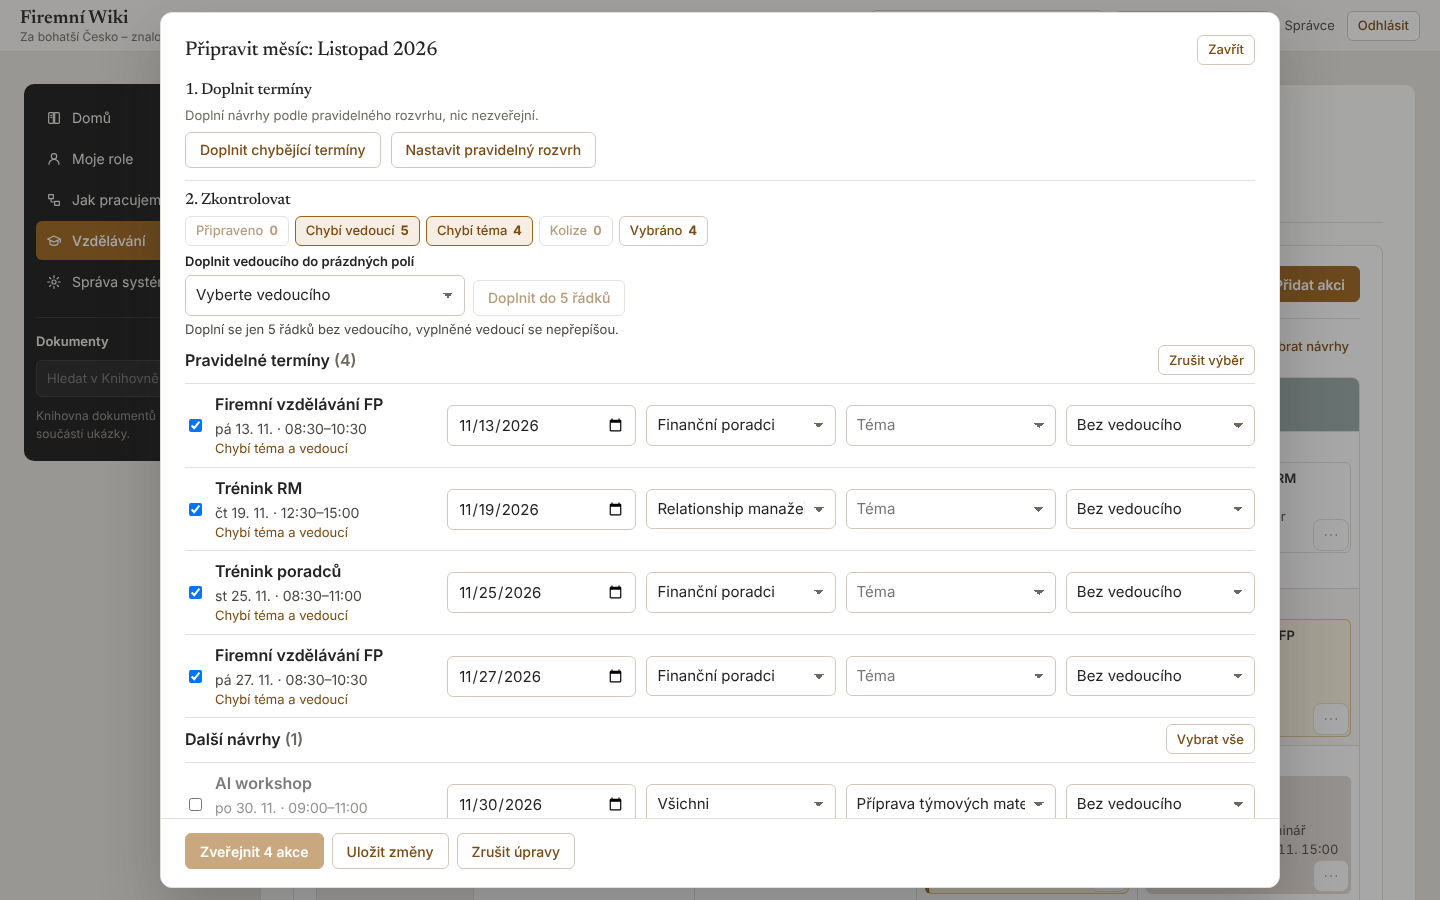 Firemní Wiki
Za bohatší Česko – znalo
Správce
Odhlásit
Domů
Moje role
Jak pracujem
Vzdělávání
Správa systé
Dokumenty
Hledat v Knihovně
Knihovna dokumentů
součástí ukázky.
Připravit měsíc: Listopad 2026
Zavřít
1. Doplnit termíny
Doplní návrhy podle pravidelného rozvrhu, nic nezveřejní.
Doplnit chybějící termíny
Nastavit pravidelný rozvrh
2. Zkontrolovat
Připraveno 0
Chybí vedoucí 5
Chybí téma 4
Kolize 0
Vybráno 4
Doplnit vedoucího do prázdných polí
Vyberte vedoucího
Doplnit do 5 řádků
Doplní se jen 5 řádků bez vedoucího, vyplněné vedoucí se nepřepíšou.
Pravidelné termíny (4)
Zrušit výběr
Firemní vzdělávání FP
pá 13. 11. · 08:30–10:30
Chybí téma a vedoucí
11/13/2026
Finanční poradci
Téma
Bez vedoucího
Trénink RM
čt 19. 11. · 12:30–15:00
Chybí téma a vedoucí
11/19/2026
Relationship manaže
Téma
Bez vedoucího
Trénink poradců
st 25. 11. · 08:30–11:00
Chybí téma a vedoucí
11/25/2026
Finanční poradci
Téma
Bez vedoucího
Firemní vzdělávání FP
pá 27. 11. · 08:30–10:30
Chybí téma a vedoucí
11/27/2026
Finanční poradci
Téma
Bez vedoucího
Další návrhy (1)
Vybrat vše
AI workshop
po 30. 11. · 09:00–11:00
11/30/2026
Všichni
Příprava týmových mate
Bez vedoucího
Zveřejnit 4 akce
Uložit změny
Zrušit úpravy
Přidat akci
brat návrhy
RM
r
...
FP
...
inář
11. 15:00
...